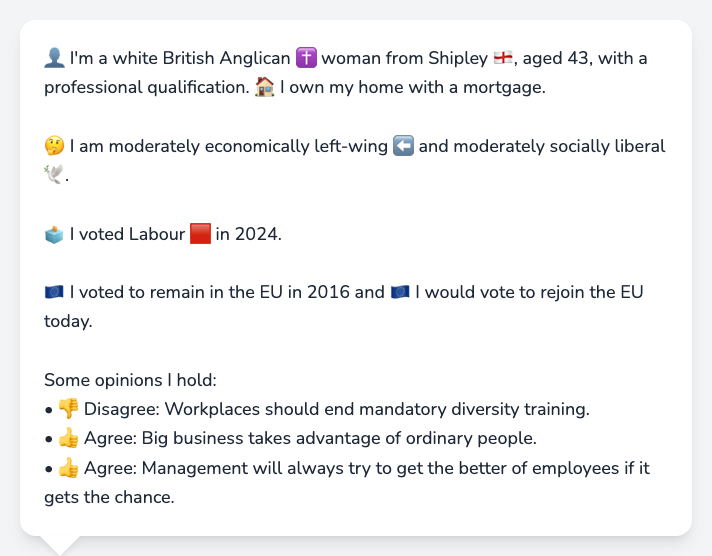 👤 I'm a white British Anglican ✝️ woman from Shipley 🏴󠁧󠁢󠁥󠁮󠁧󠁿, aged 43, with a
professional qualification. 🏠 I own my home with a mortgage.
🤔 I am moderately economically left-wing ⬅️ and moderately socially liberal
🕊️.
🗳️ I voted Labour 🟥 in 2024.
🇪🇺 I voted to remain in the EU in 2016 and 🇪🇺 I would vote to rejoin the EU
today.
Some opinions I hold:
• 👎 Disagree: Workplaces should end mandatory diversity training.
• 👍 Agree: Big business takes advantage of ordinary people.
• 👍 Agree: Management will always try to get the better of employees if it
gets the chance.